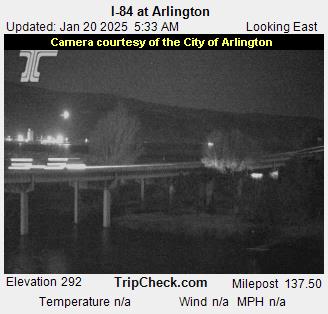 I-84 at Arlington
Updated: Jan 20 2025 5:33 AM Looking East
Camera courtesy of the City of Arlington
Elevation 292 TripCheck.com Milepost 137.50
Temperature n/a Wind n/a MPH n/a